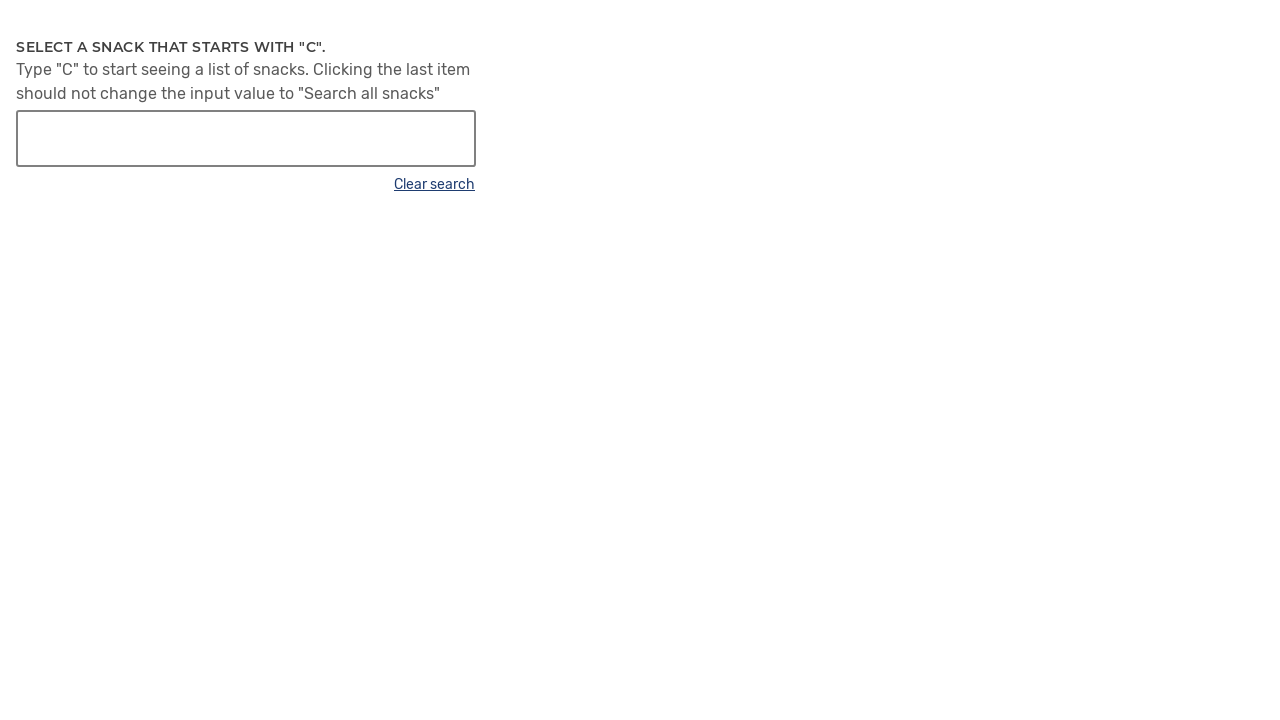 SELECT A SNACK THAT STARTS WITH "C".
Type "C" to start seeing a list of snacks. Clicking the last item
should not change the input value to "Search all snacks"
Clear search